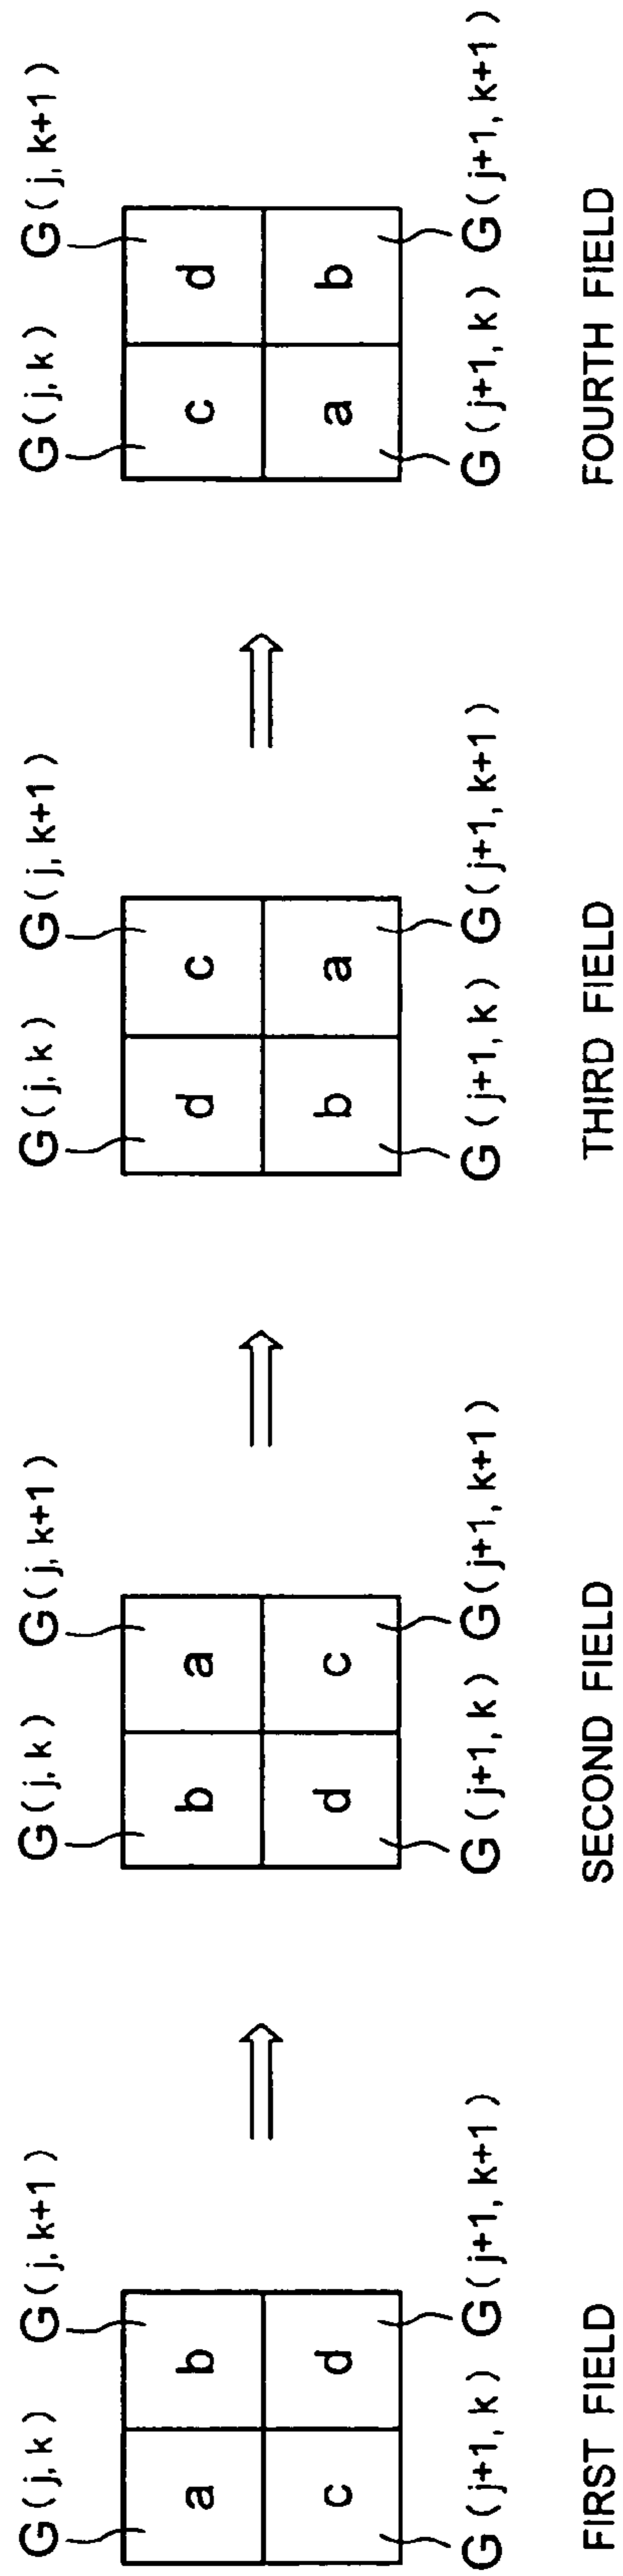 G(j, k) G(j, k+1)
a b
c d
G(j+1, k) G(j+1, k+1)
FIRST FIELD
G(j, k) G(j, k+1)
b a
d c
G(j+1, k) G(j+1, k+1)
SECOND FIELD
G(j, k) G(j, k+1)
d c
b a
G(j+1, k) G(j+1, k+1)
THIRD FIELD
G(j, k) G(j, k+1)
c d
a b
G(j+1, k) G(j+1, k+1)
FOURTH FIELD